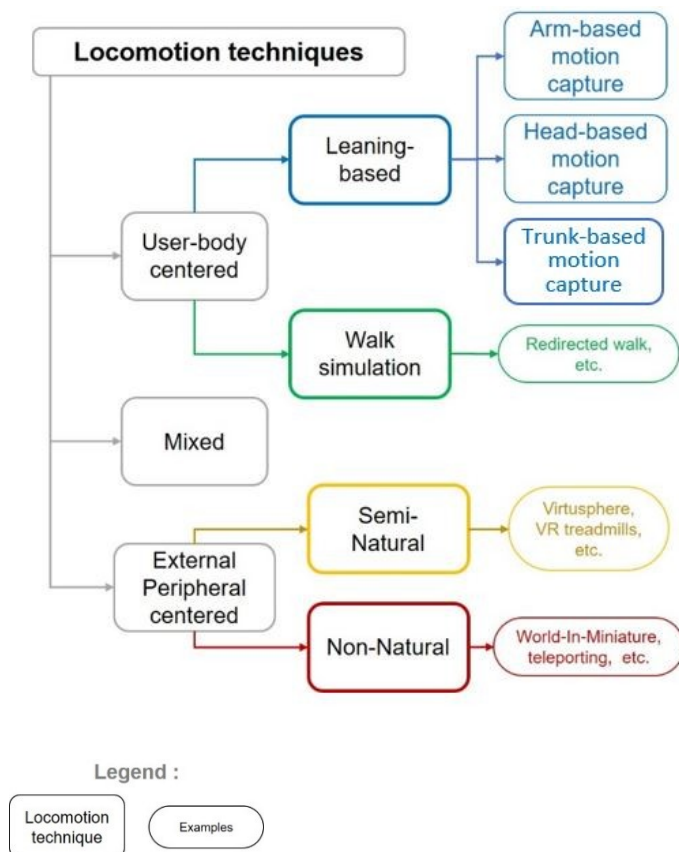 Locomotion techniques
Arm-based
motion
capture
Leaning-
based
Head-based
motion
capture
User-body
centered
Trunk-based
motion
capture
Walk
simulation
Redirected walk,
etc.
Mixed
Semi-
Natural
Virtusphere,
VR treadmills,
etc.
External
Peripheral
centered
Non-Natural
World-In-Miniature,
teleporting, etc.
Legend :
Locomotion
technique
Examples